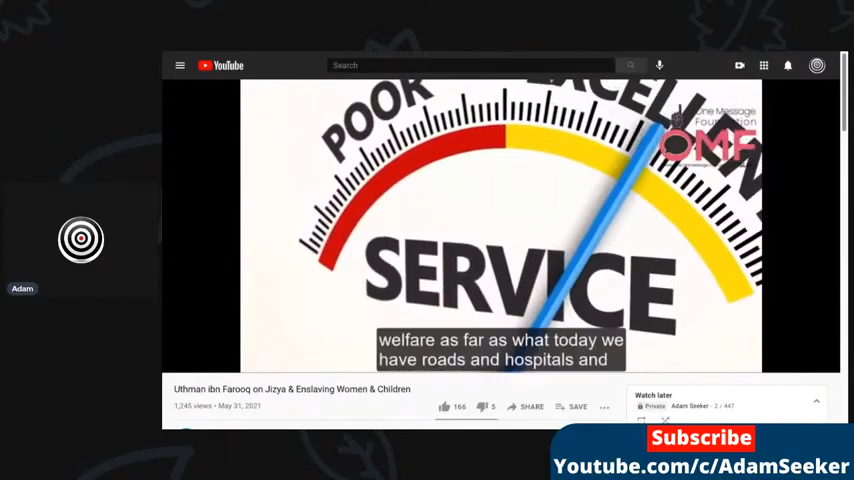 YouTube
Search
POOR
EXCELLENT
One Message
Foundation
OMF
SERVICE
welfare as far as what today we
have roads and hospitals and
Adam
Uthman ibn Farooq on Jizya & Enslaving Women & Children
1,245 views • May 31, 2021
166
5
SHARE
SAVE
Watch later
Private
Adam Seeker - 2 / 447
Subscribe
Youtube.com/c/AdamSeeker